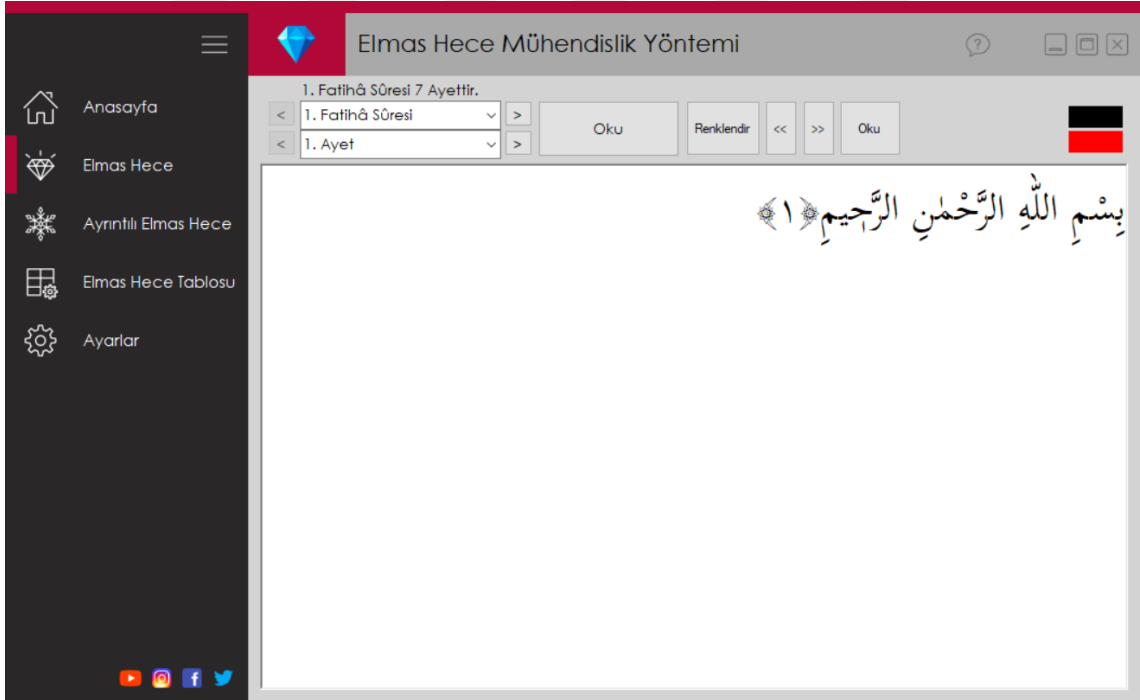 Elmas Hece Mühendislik Yöntemi
?
Anasayfa
Elmas Hece
Ayrıntılı Elmas Hece
Elmas Hece Tablosu
Ayarlar
1. Fatihâ Sûresi 7 Ayettir.
< 1. Fatihâ Sûresi >
< 1. Ayet >
Oku Renklendir << >> Oku
بِسْمِ اللّٰهِ الرَّحْمٰنِ الرَّح۪يمِ﴿١﴾